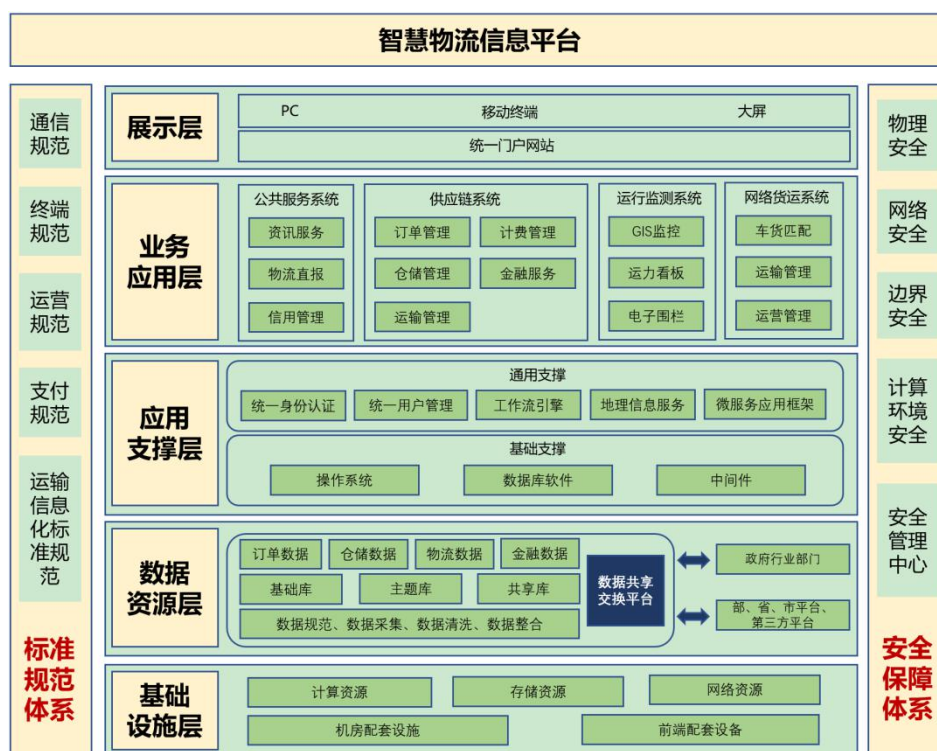 智慧物流信息平台
通信
规范
终端
规范
运营
规范
支付
规范
运输
信息
化标
准规
范
标准
规范
体系
展示层
PC
移动终端
大屏
统一门户网站
业务
应用层
公共服务系统
资讯服务
物流直报
信用管理
供应链系统
订单管理
计费管理
仓储管理
金融服务
运输管理
运行监测系统
GIS监控
运力看板
电子围栏
网络货运系统
车货匹配
运输管理
运营管理
应用
支撑层
通用支撑
统一身份认证
统一用户管理
工作流引擎
地理信息服务
微服务应用框架
基础支撑
操作系统
数据库软件
中间件
数据
资源层
订单数据
仓储数据
物流数据
金融数据
基础库
主题库
共享库
数据规范、数据采集、数据清洗、数据整合
数据共享
交换平台
政府行业部门
部、省、市平台、
第三方平台
基础
设施层
计算资源
存储资源
网络资源
机房配套设施
前端配套设备
物理
安全
网络
安全
边界
安全
计算
环境
安全
安全
管理
中心
安全
保障
体系